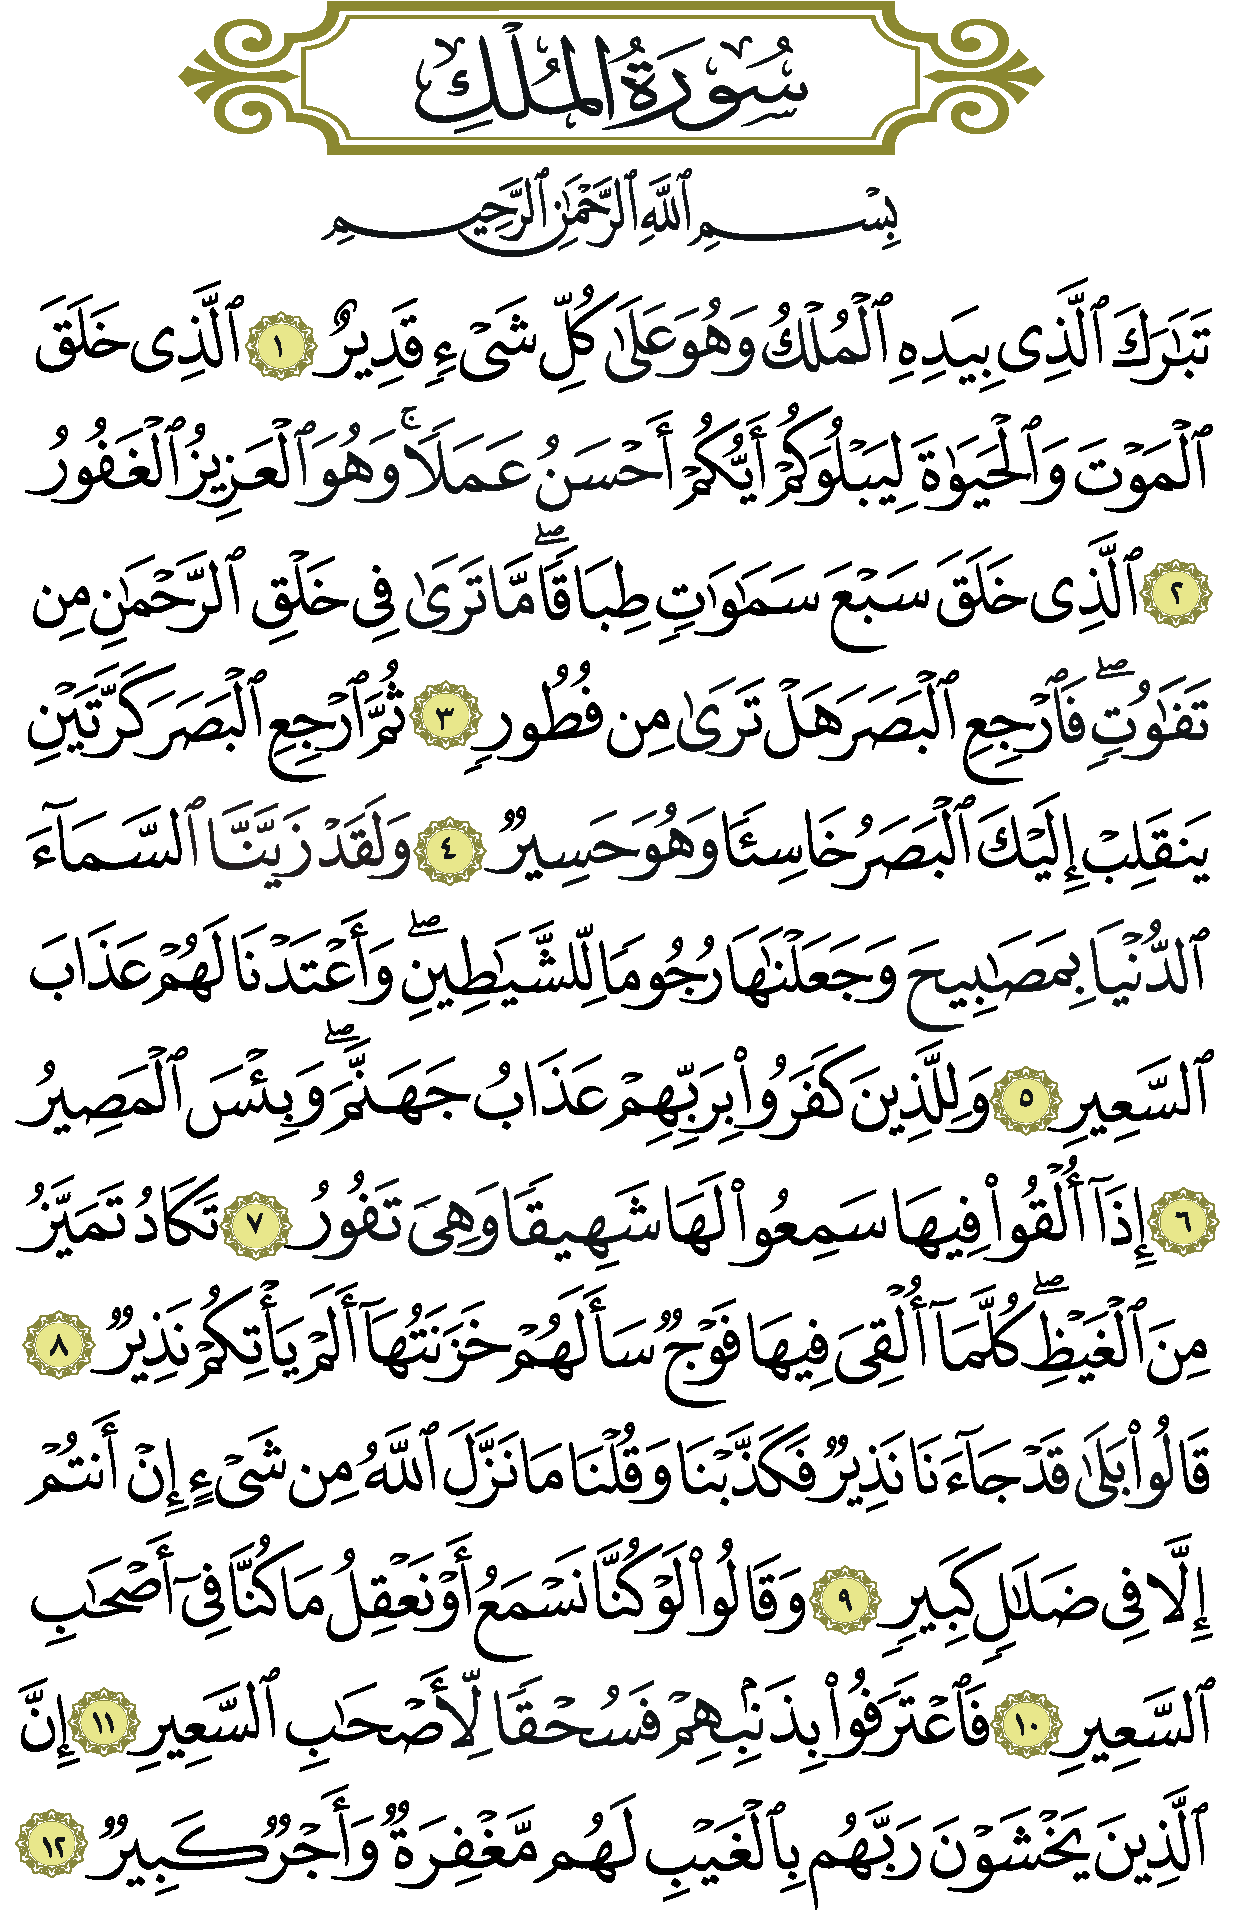 سُورَةُ الْمُلْكِ
بِسْمِ ٱللَّهِ ٱلرَّحْمَٰنِ ٱلرَّحِيمِ
تَبَٰرَكَ ٱلَّذِى بِيَدِهِ ٱلْمُلْكُ وَهُوَ عَلَىٰ كُلِّ شَىْءٍ قَدِيرٌ ١ ٱلَّذِى خَلَقَ
ٱلْمَوْتَ وَٱلْحَيَوٰةَ لِيَبْلُوَكُمْ أَيُّكُمْ أَحْسَنُ عَمَلًا ۚ وَهُوَ ٱلْعَزِيزُ ٱلْغَفُورُ
٢ ٱلَّذِى خَلَقَ سَبْعَ سَمَٰوَٰتٍ طِبَاقًا ۖ مَّا تَرَىٰ فِى خَلْقِ ٱلرَّحْمَٰنِ مِن
تَفَٰوُتٍ ۖ فَٱرْجِعِ ٱلْبَصَرَ هَلْ تَرَىٰ مِن فُطُورٍ ٣ ثُمَّ ٱرْجِعِ ٱلْبَصَرَ كَرَّتَيْنِ
يَنقَلِبْ إِلَيْكَ ٱلْبَصَرُ خَاسِئًا وَهُوَ حَسِيرٌ ٤ وَلَقَدْ زَيَّنَّا ٱلسَّمَآءَ
ٱلدُّنْيَا بِمَصَٰبِيحَ وَجَعَلْنَٰهَا رُجُومًا لِّلشَّيَٰطِينِ ۖ وَأَعْتَدْنَا لَهُمْ عَذَابَ
ٱلسَّعِيرِ ٥ وَلِلَّذِينَ كَفَرُوا۟ بِرَبِّهِمْ عَذَابُ جَهَنَّمَ ۖ وَبِئْسَ ٱلْمَصِيرُ
٦ إِذَآ أُلْقُوا۟ فِيهَا سَمِعُوا۟ لَهَا شَهِيقًا وَهِىَ تَفُورُ ٧ تَكَادُ تَمَيَّزُ
مِنَ ٱلْغَيْظِ ۖ كُلَّمَآ أُلْقِىَ فِيهَا فَوْجٌ سَأَلَهُمْ خَزَنَتُهَآ أَلَمْ يَأْتِكُمْ نَذِيرٌ ٨
قَالُوا۟ بَلَىٰ قَدْ جَآءَنَا نَذِيرٌ فَكَذَّبْنَا وَقُلْنَا مَا نَزَّلَ ٱللَّهُ مِن شَىْءٍ إِنْ أَنتُمْ
إِلَّا فِى ضَلَٰلٍ كَبِيرٍ ٩ وَقَالُوا۟ لَوْ كُنَّا نَسْمَعُ أَوْ نَعْقِلُ مَا كُنَّا فِىٓ أَصْحَٰبِ
ٱلسَّعِيرِ ١٠ فَٱعْتَرَفُوا۟ بِذَنۢبِهِمْ فَسُحْقًا لِّأَصْحَٰبِ ٱلسَّعِيرِ ١١ إِنَّ
ٱلَّذِينَ يَخْشَوْنَ رَبَّهُم بِٱلْغَيْبِ لَهُم مَّغْفِرَةٌ وَأَجْرٌ كَبِيرٌ ١٢